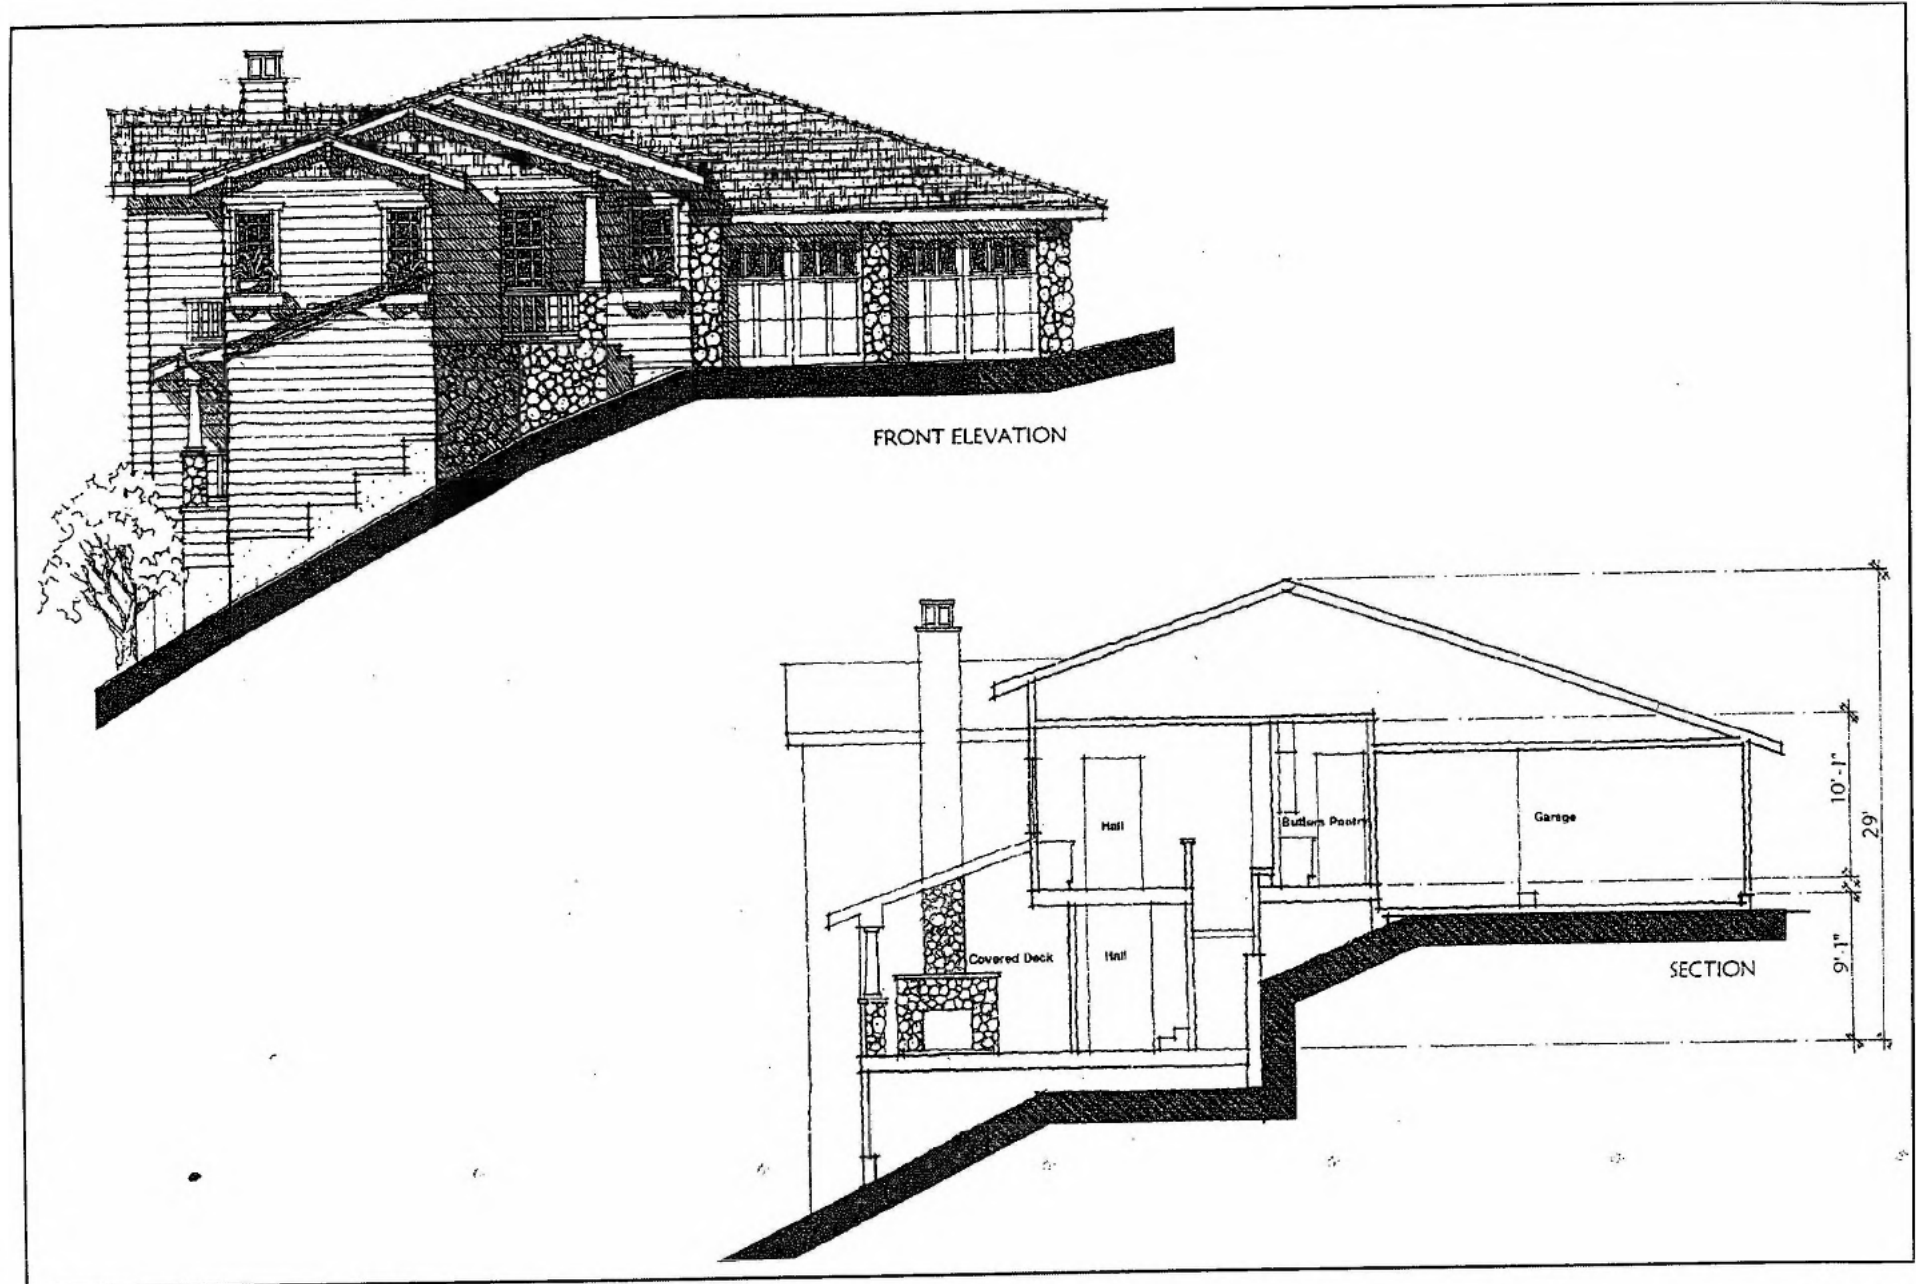 FRONT ELEVATION
Hall
Butlers Pantry
Garage
10'-1"
29'
Covered Deck
Hall
9'-1"
SECTION